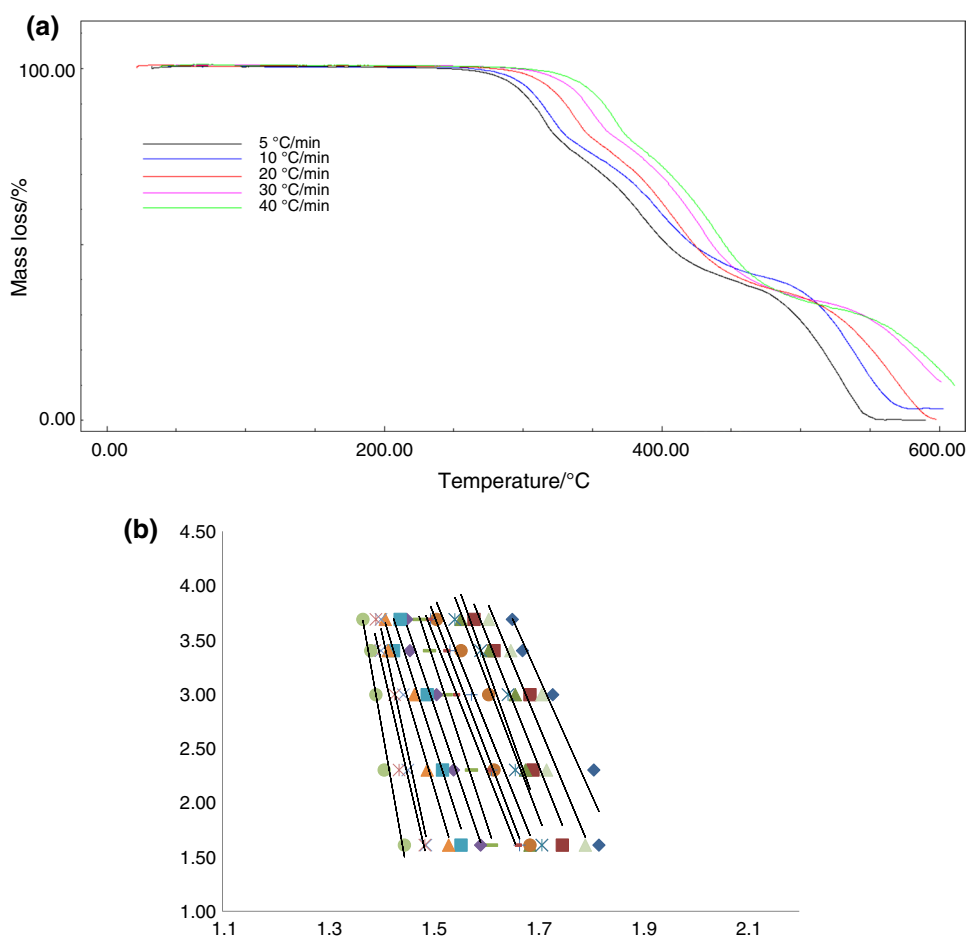 (a)
100.00
5 °C/min
10 °C/min
20 °C/min
30 °C/min
40 °C/min
Mass loss/%
0.00
0.00 200.00 400.00 600.00
Temperature/°C
(b)
4.50
4.00
3.50
3.00
2.50
2.00
1.50
1.00
1.1 1.3 1.5 1.7 1.9 2.1